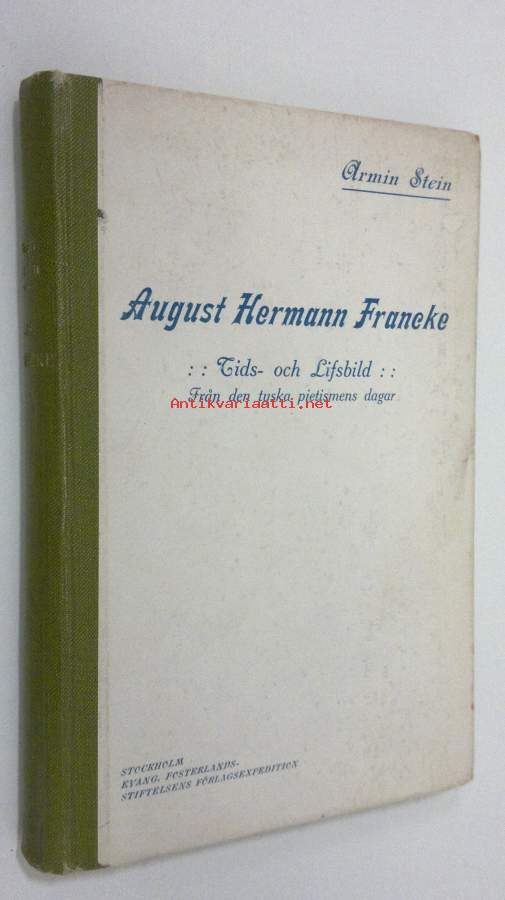 Armin Stein
August Hermann Francke
: : Tids- och Lifsbild : :
Från den tyska pietismens dagar
Antikvariaatti.net
STOCKHOLM
EVANG. FOSTERLANDS-
STIFTELSENS FÖRLAGSEXPEDITION